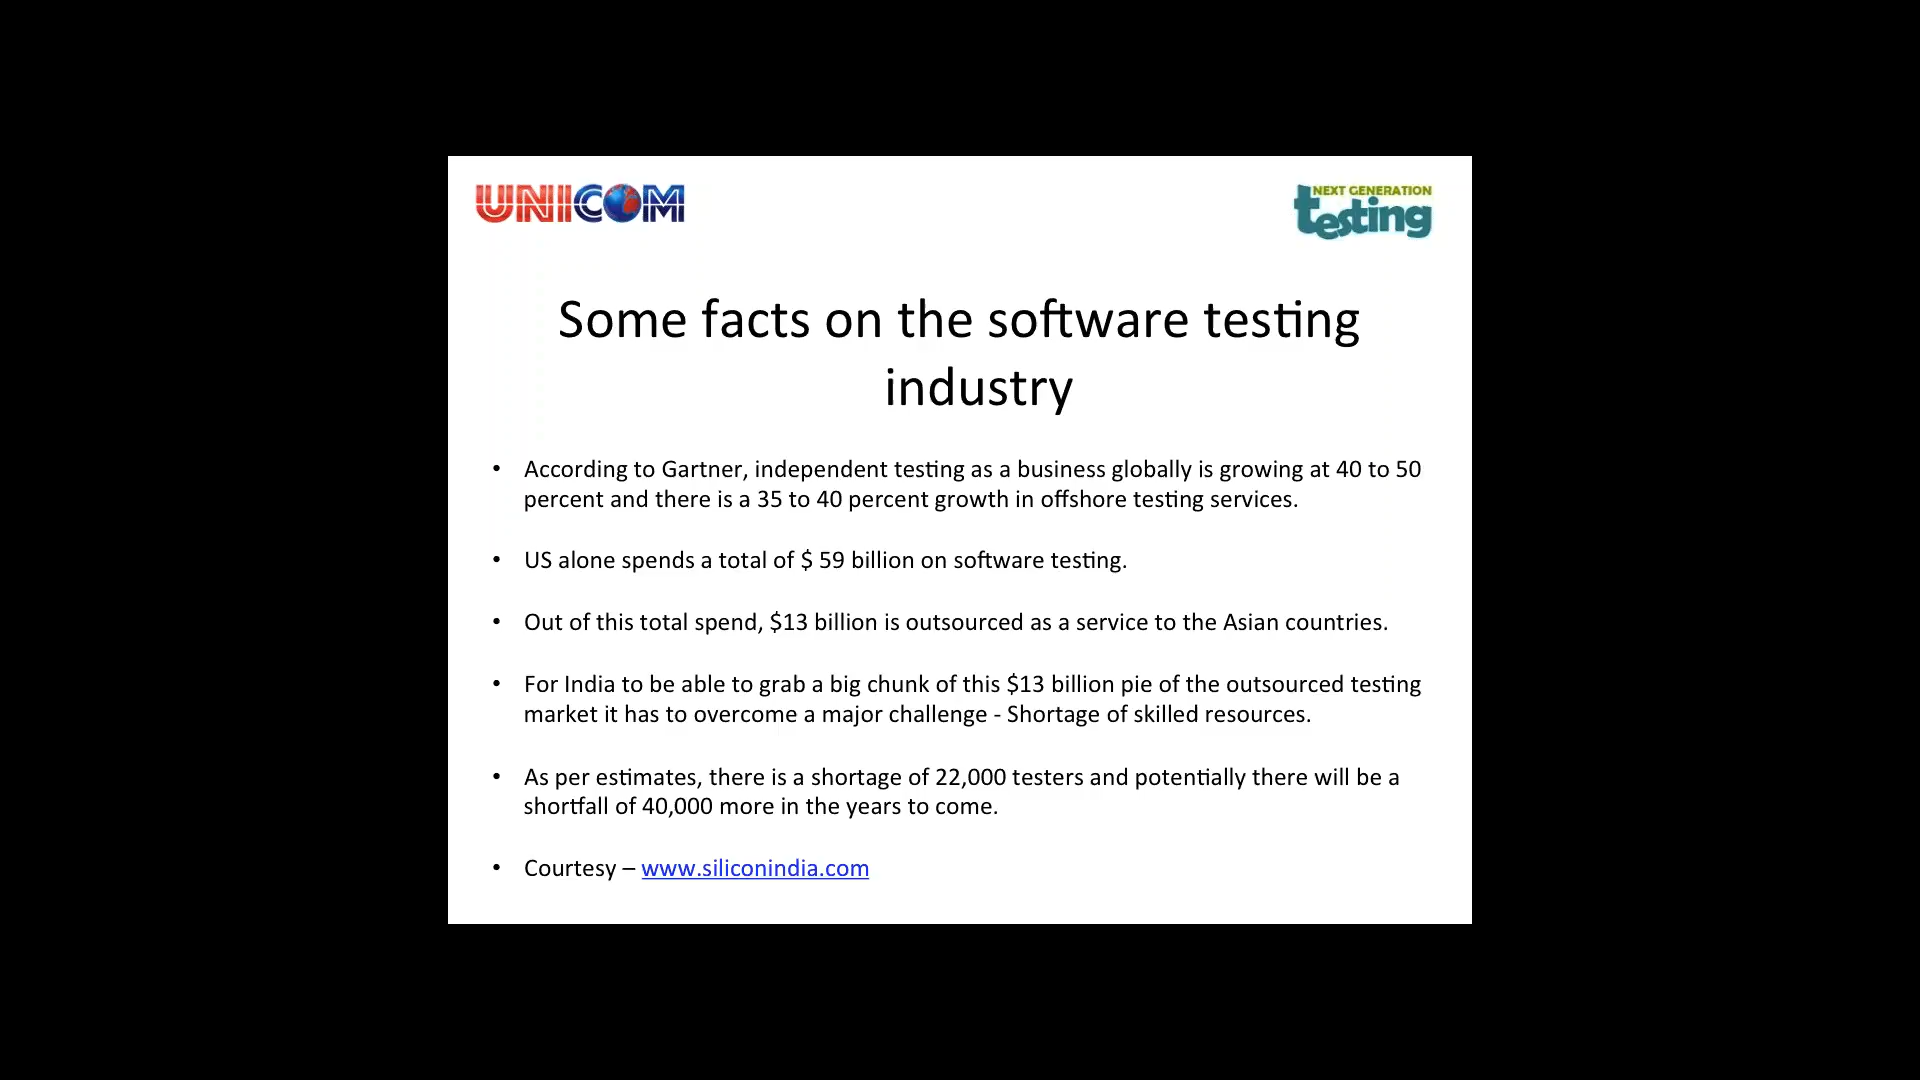 UNICOM
NEXT GENERATION
testing
Some facts on the software testing
industry
• According to Gartner, independent testing as a business globally is growing at 40 to 50
percent and there is a 35 to 40 percent growth in offshore testing services.
• US alone spends a total of $ 59 billion on software testing.
• Out of this total spend, $13 billion is outsourced as a service to the Asian countries.
• For India to be able to grab a big chunk of this $13 billion pie of the outsourced testing
market it has to overcome a major challenge - Shortage of skilled resources.
• As per estimates, there is a shortage of 22,000 testers and potentially there will be a
shortfall of 40,000 more in the years to come.
• Courtesy – www.siliconindia.com